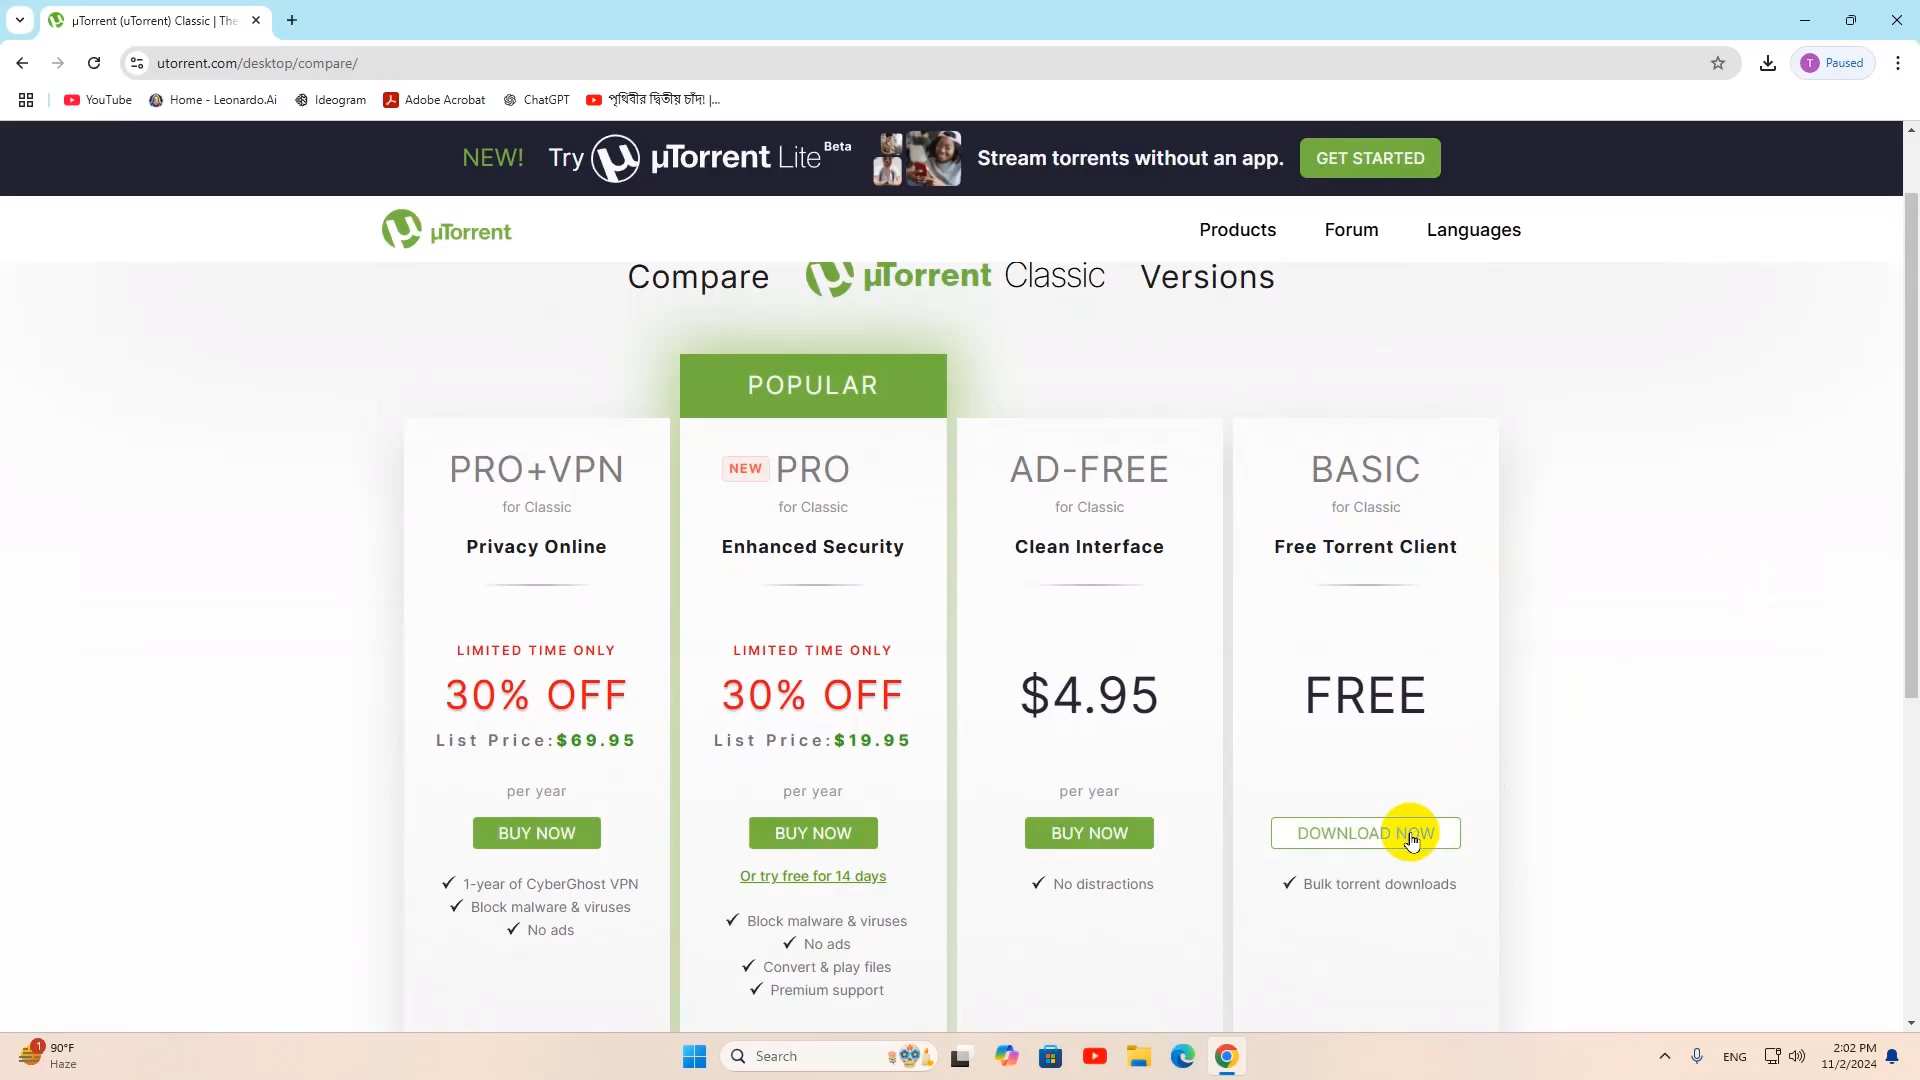 µTorrent (uTorrent) Classic | The
utorrent.com/desktop/compare/
T Paused
YouTube
Home - Leonardo.Ai
Ideogram
Adobe Acrobat
ChatGPT
পৃথিবীর দ্বিতীয় চাঁদ! |...
NEW! Try µTorrent Lite Beta Stream torrents without an app. GET STARTED
µTorrent Products Forum Languages
Compare µTorrent Classic Versions
POPULAR
PRO+VPN
for Classic
Privacy Online
LIMITED TIME ONLY
30% OFF
List Price:$69.95
per year
BUY NOW
✓ 1-year of CyberGhost VPN
✓ Block malware & viruses
✓ No ads
NEW PRO
for Classic
Enhanced Security
LIMITED TIME ONLY
30% OFF
List Price:$19.95
per year
BUY NOW
Or try free for 14 days
✓ Block malware & viruses
✓ No ads
✓ Convert & play files
✓ Premium support
AD-FREE
for Classic
Clean Interface
$4.95
per year
BUY NOW
✓ No distractions
BASIC
for Classic
Free Torrent Client
FREE
DOWNLOAD NOW
✓ Bulk torrent downloads
1
90°F
Haze
Search
ENG
2:02 PM
11/2/2024